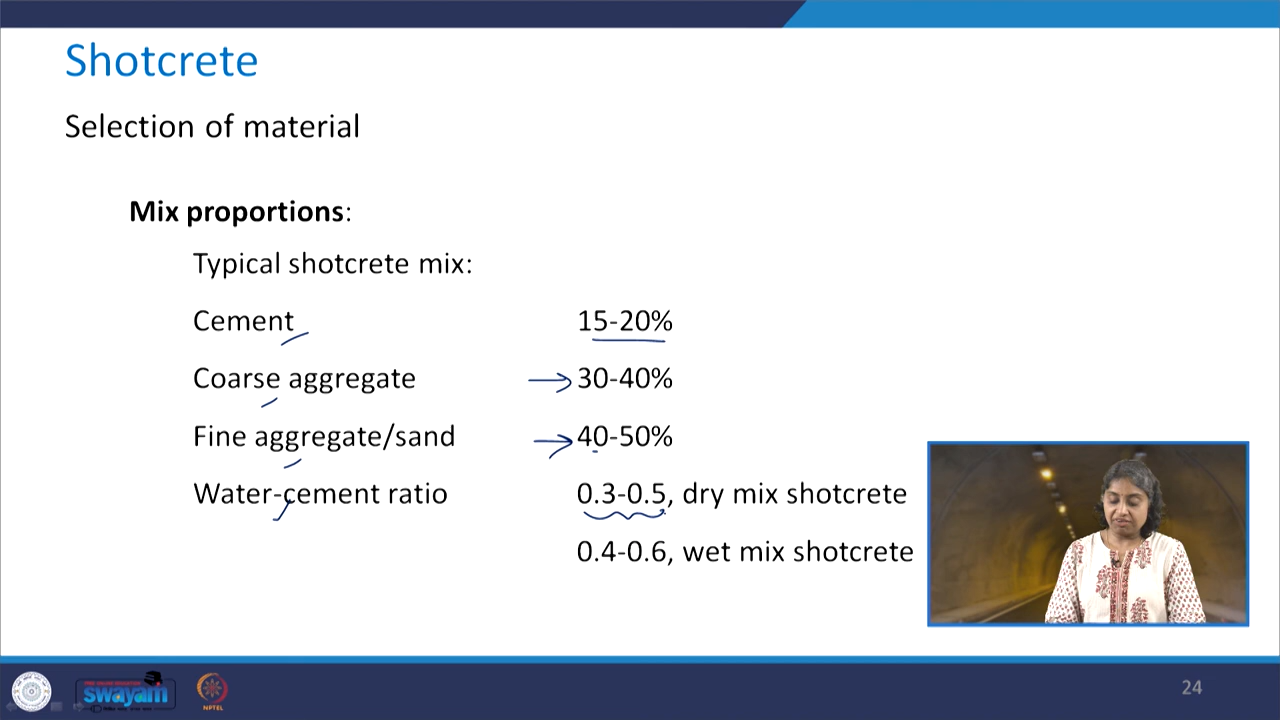 Shotcrete
Selection of material
Mix proportions:
Typical shotcrete mix:
Cement 15-20%
Coarse aggregate 30-40%
Fine aggregate/sand 40-50%
Water-cement ratio 0.3-0.5, dry mix shotcrete
0.4-0.6, wet mix shotcrete
swayam
NPTEL
24